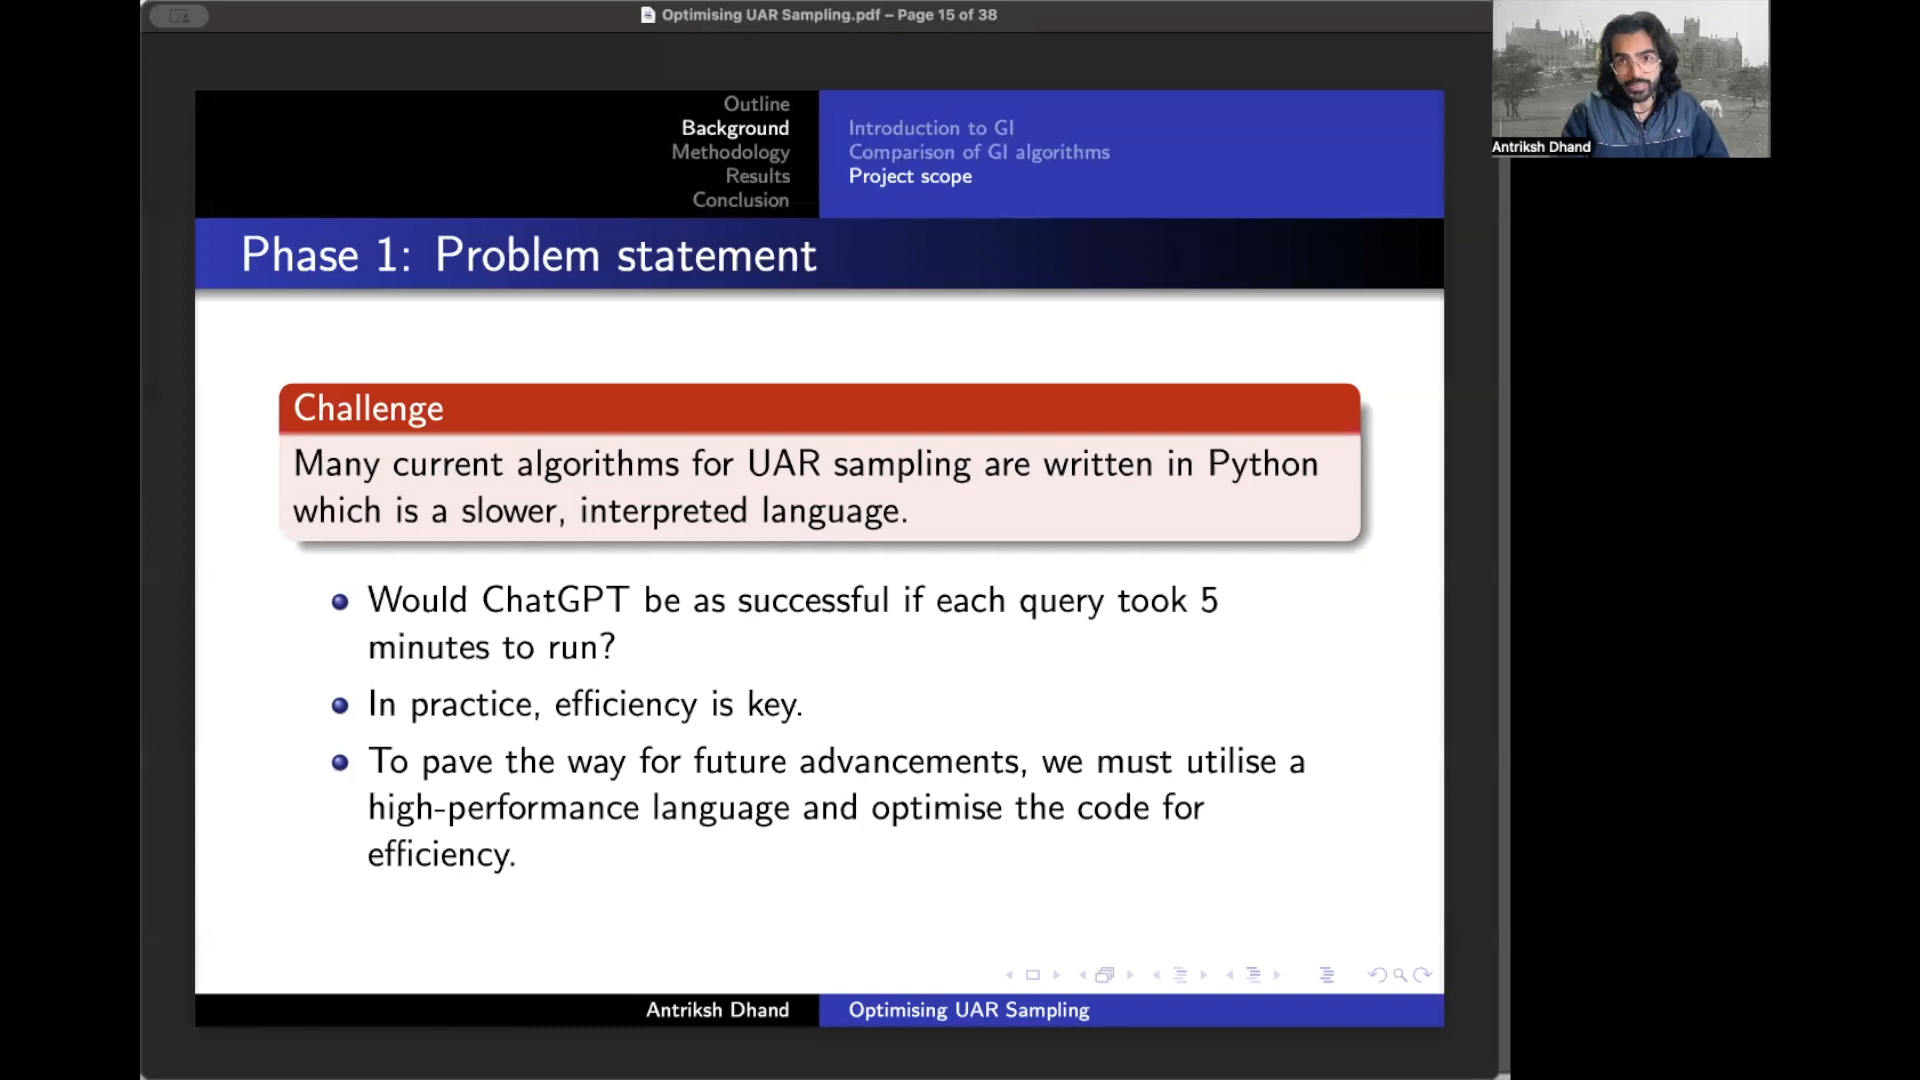 Optimising UAR Sampling.pdf – Page 15 of 38
Antriksh Dhand
Outline
Background
Methodology
Results
Conclusion
Introduction to GI
Comparison of GI algorithms
Project scope
Phase 1: Problem statement
Challenge
Many current algorithms for UAR sampling are written in Python
which is a slower, interpreted language.
Would ChatGPT be as successful if each query took 5
minutes to run?
In practice, efficiency is key.
To pave the way for future advancements, we must utilise a
high-performance language and optimise the code for
efficiency.
Antriksh Dhand
Optimising UAR Sampling